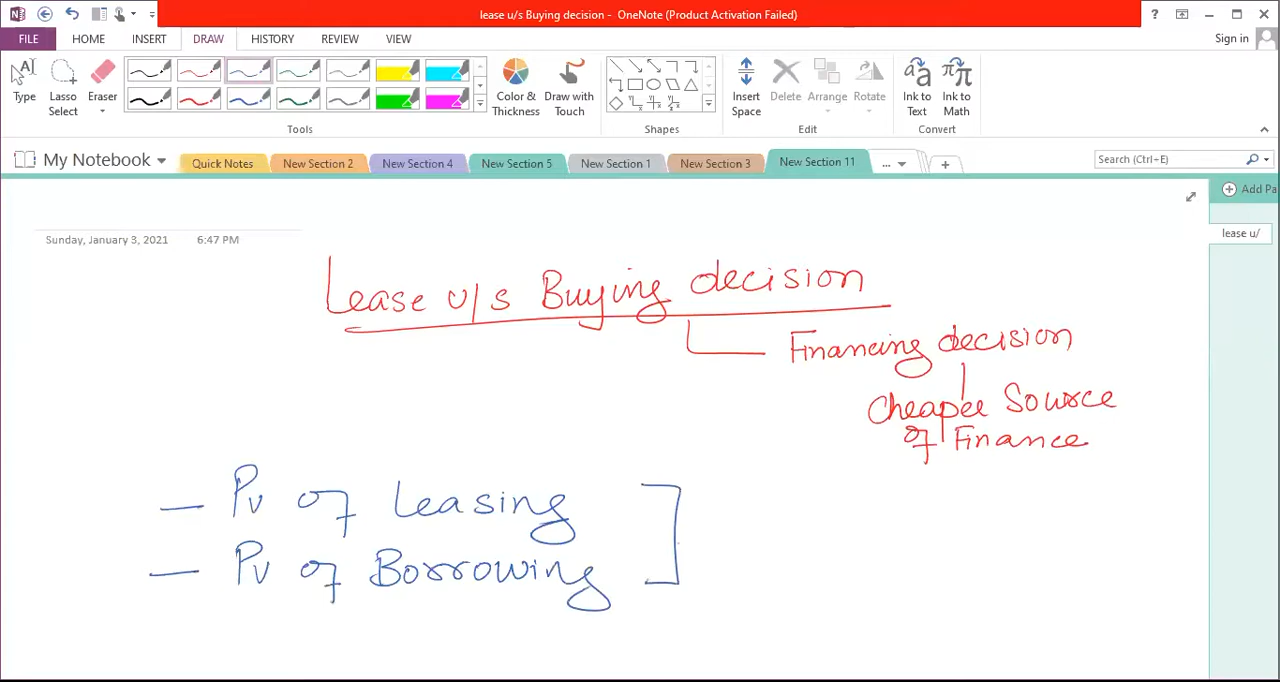 lease u/s Buying decision - OneNote (Product Activation Failed)
FILE HOME INSERT DRAW HISTORY REVIEW VIEW
Sign in
Type
Lasso Select
Eraser
Color & Thickness
Draw with Touch
Insert Space
Delete
Arrange
Rotate
Ink to Text
Ink to Math
Tools
Shapes
Edit
Convert
My Notebook
Quick Notes New Section 2 New Section 4 New Section 5 New Section 1 New Section 3 New Section 11 ...
Search (Ctrl+E)
Add Pa
lease u/
Sunday, January 3, 2021 6:47 PM
Lease u/s Buying decision
Financing decision
Cheapee Source
of Finance
— Pv of Leasing
— Pv of Borrowing